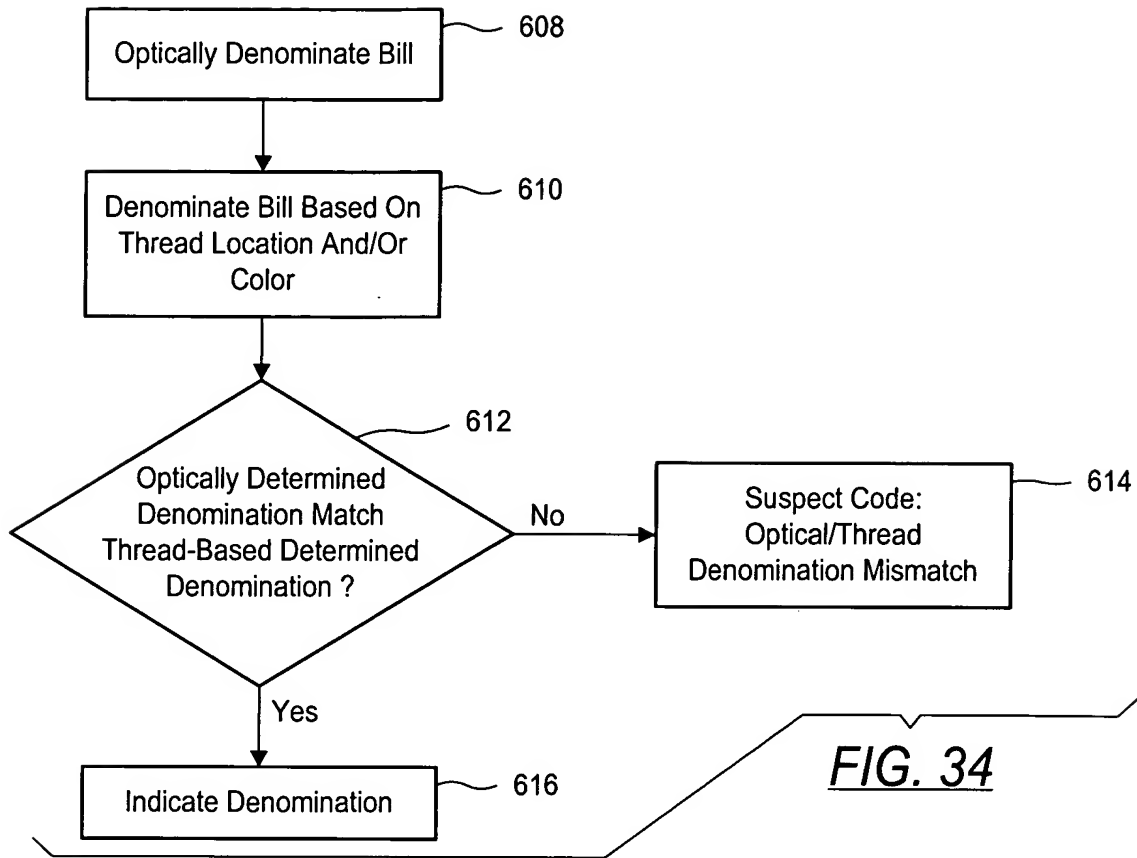 608
Optically Denominate Bill
610
Denominate Bill Based On
Thread Location And/Or
Color
612
Optically Determined
Denomination Match
Thread-Based Determined
Denomination ?
No
614
Suspect Code:
Optical/Thread
Denomination Mismatch
Yes
616
Indicate Denomination
FIG. 34